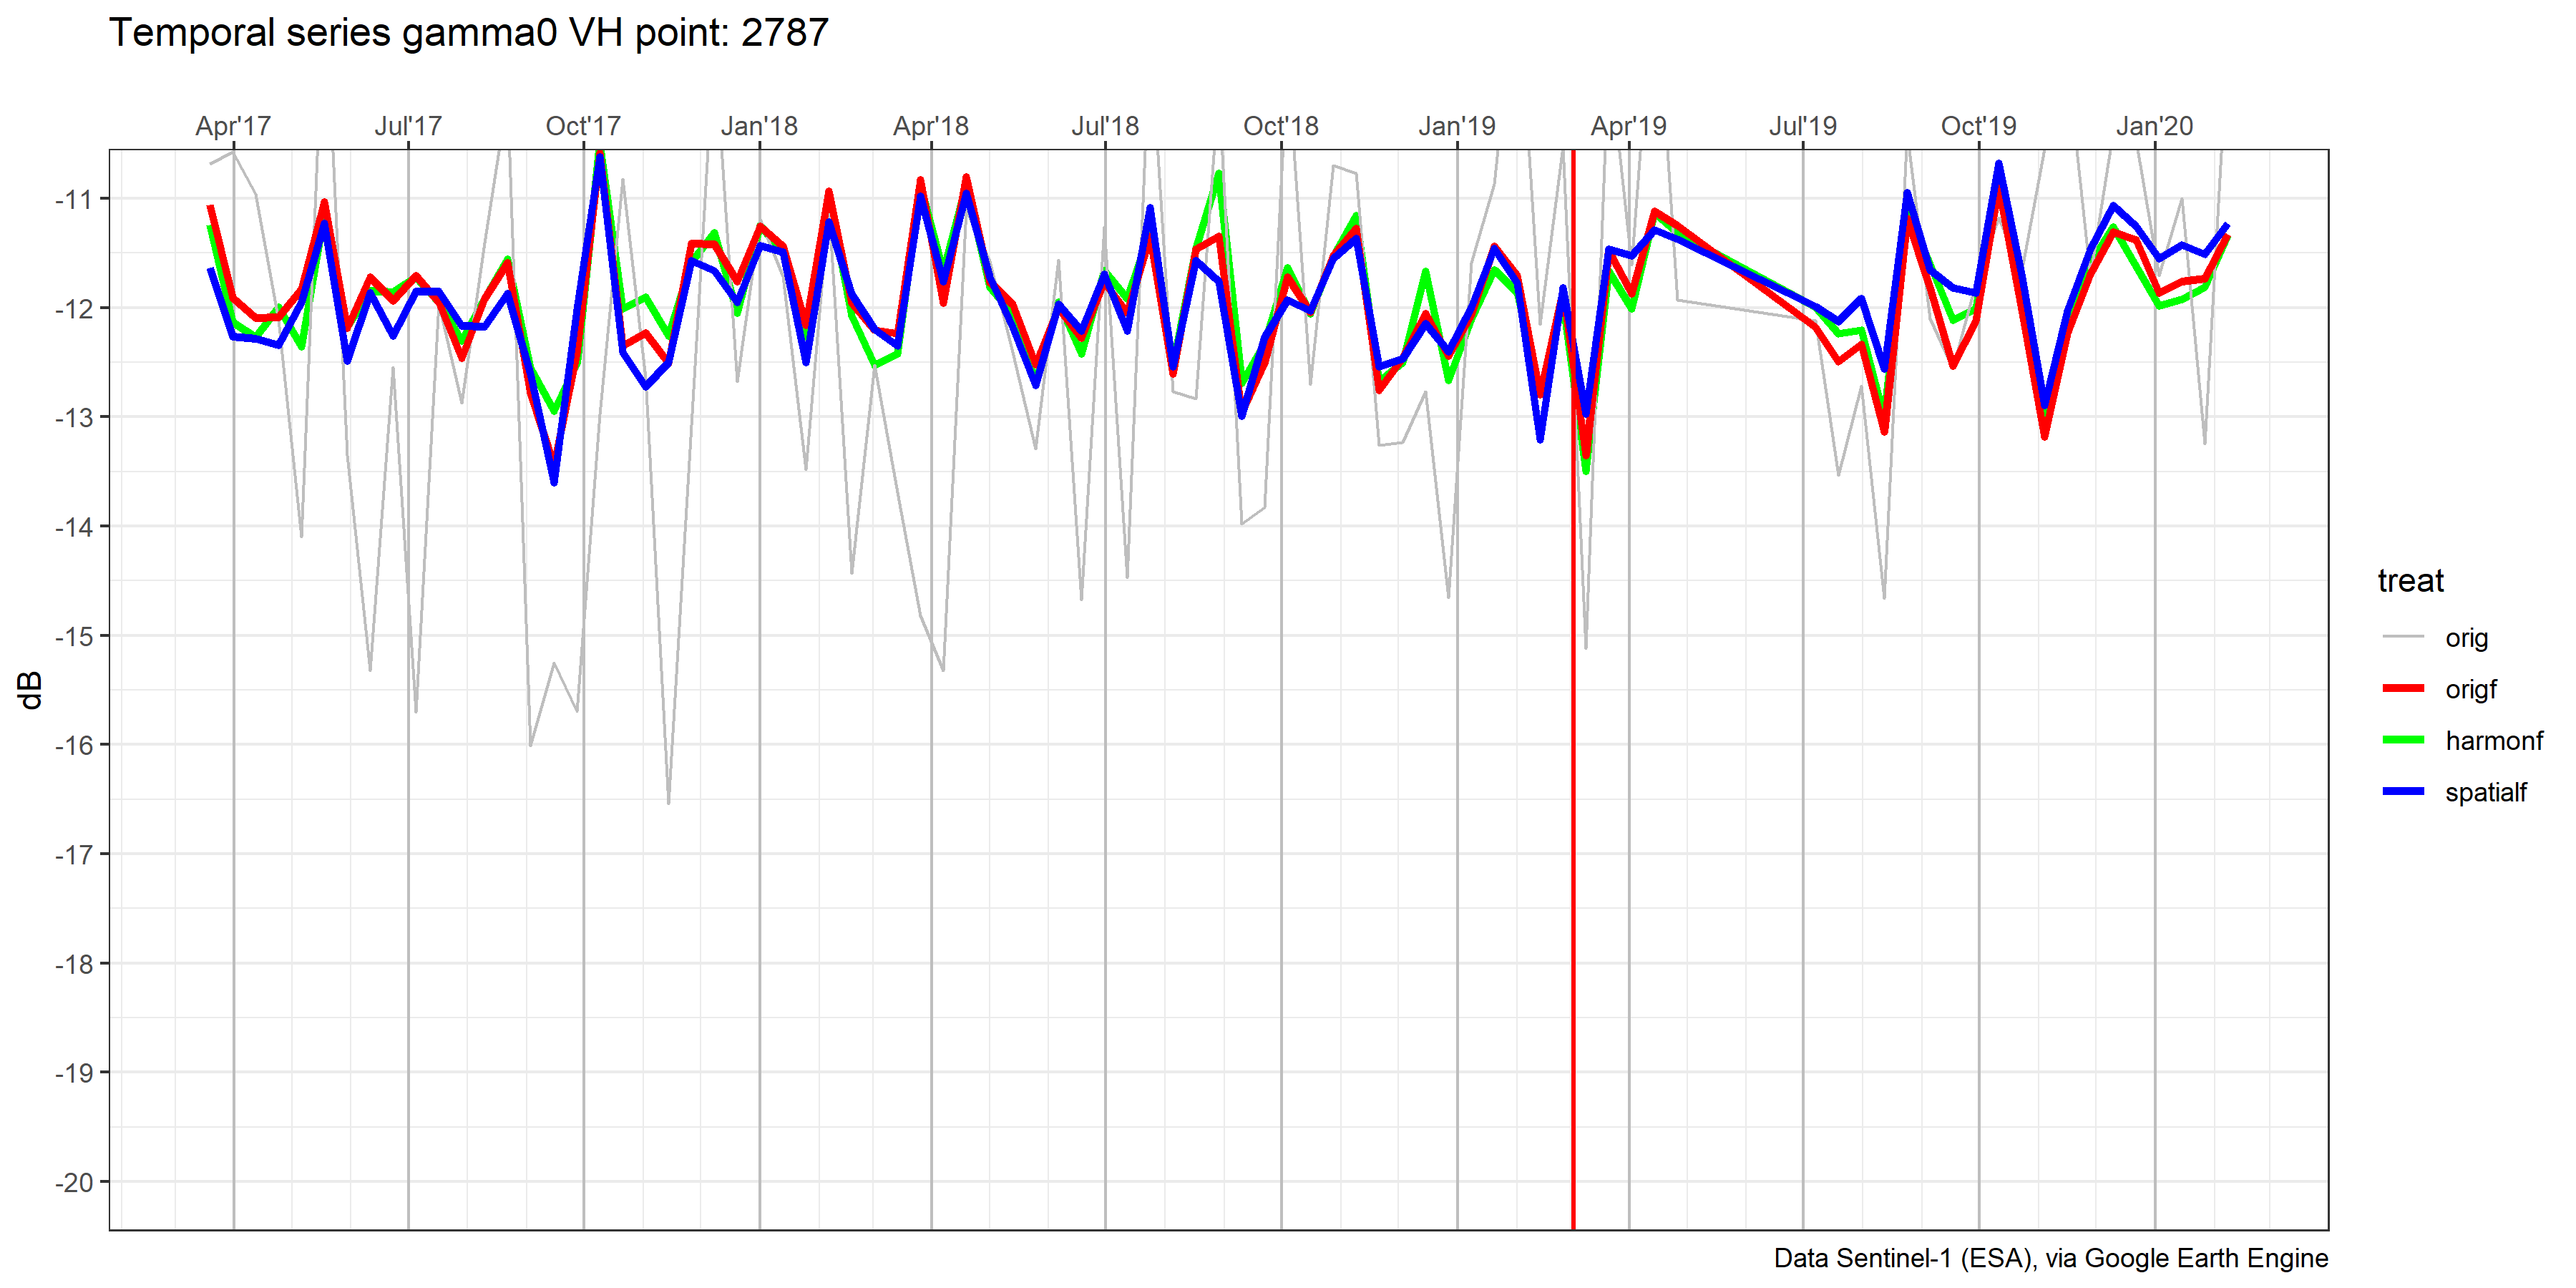 Temporal series gamma0 VH point: 2787
Apr'17 Jul'17 Oct'17 Jan'18 Apr'18 Jul'18 Oct'18 Jan'19 Apr'19 Jul'19 Oct'19 Jan'20
-11
-12
-13
-14
-15
-16
-17
-18
-19
-20
dB
treat
orig
origf
harmonf
spatialf
Data Sentinel-1 (ESA), via Google Earth Engine